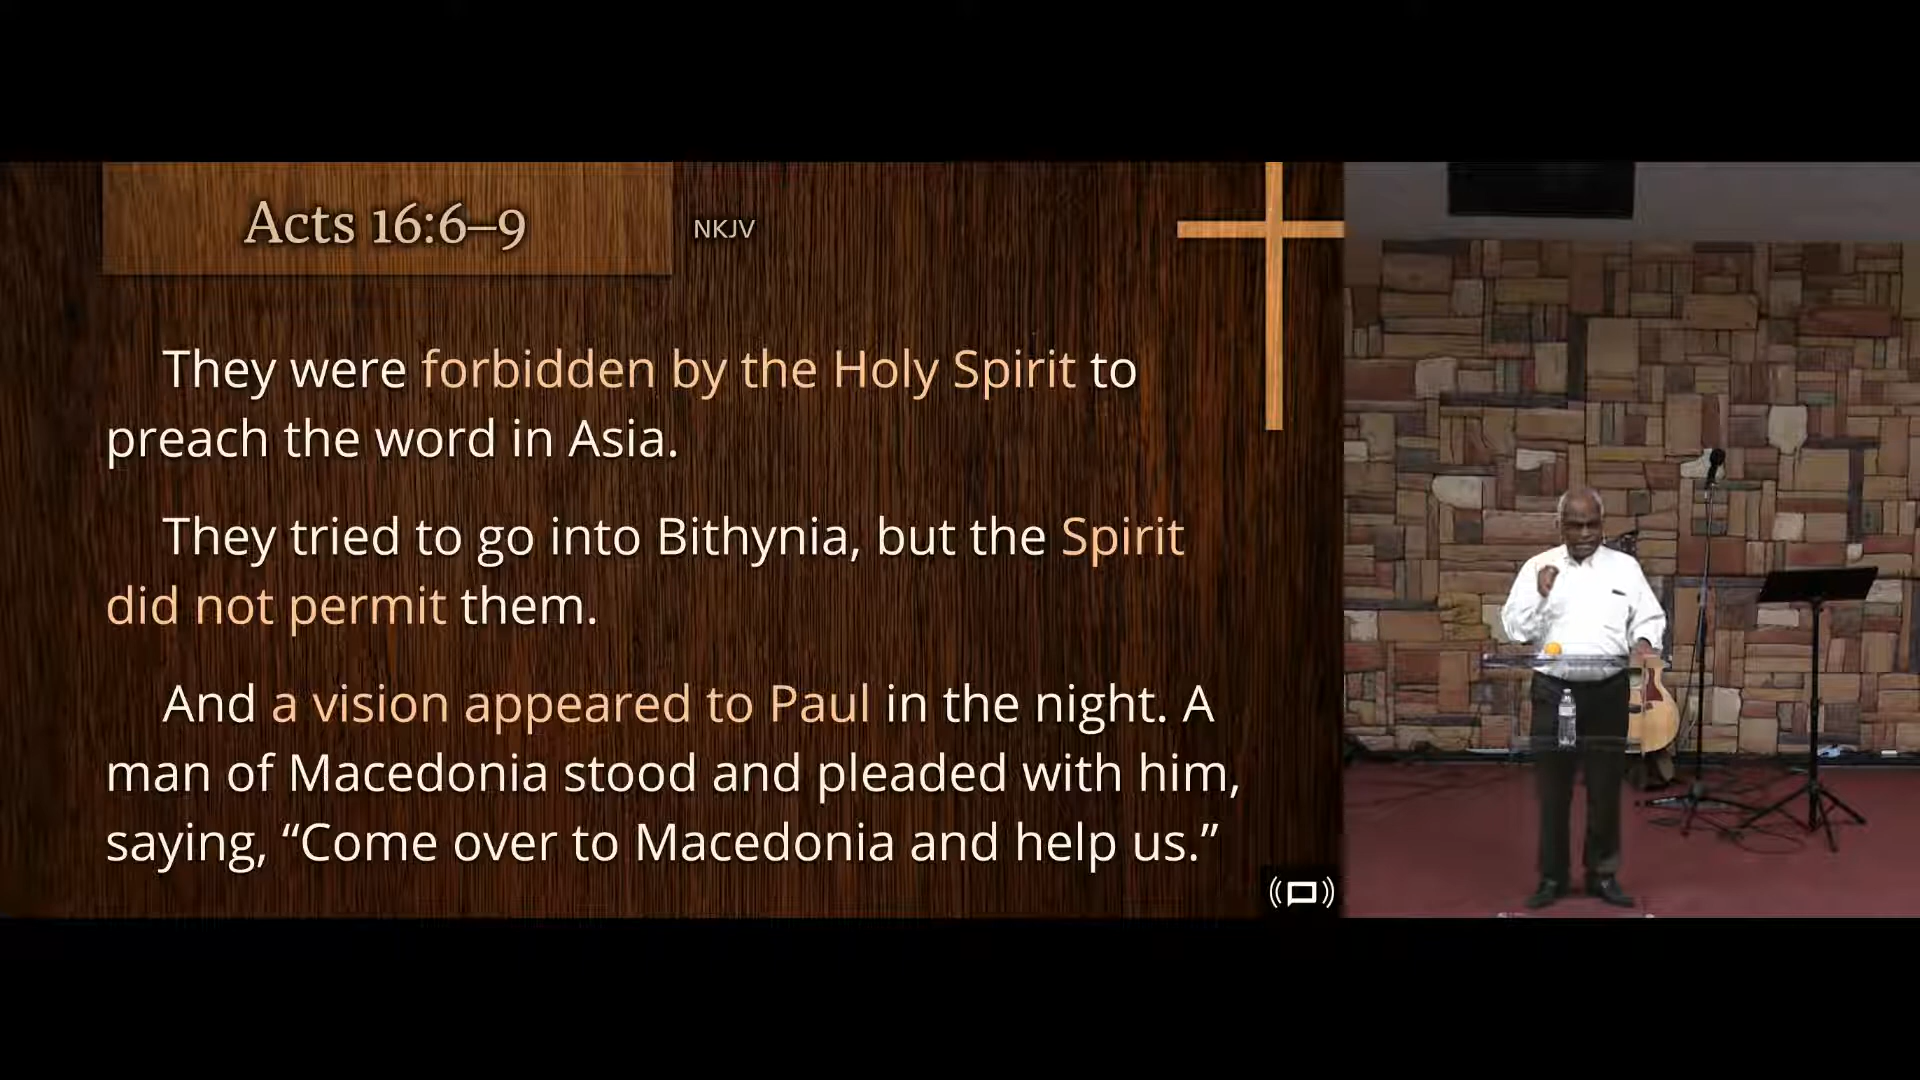 Acts 16:6–9
NKJV
They were forbidden by the Holy Spirit to
preach the word in Asia.
They tried to go into Bithynia, but the Spirit
did not permit them.
And a vision appeared to Paul in the night. A
man of Macedonia stood and pleaded with him,
saying, “Come over to Macedonia and help us.”